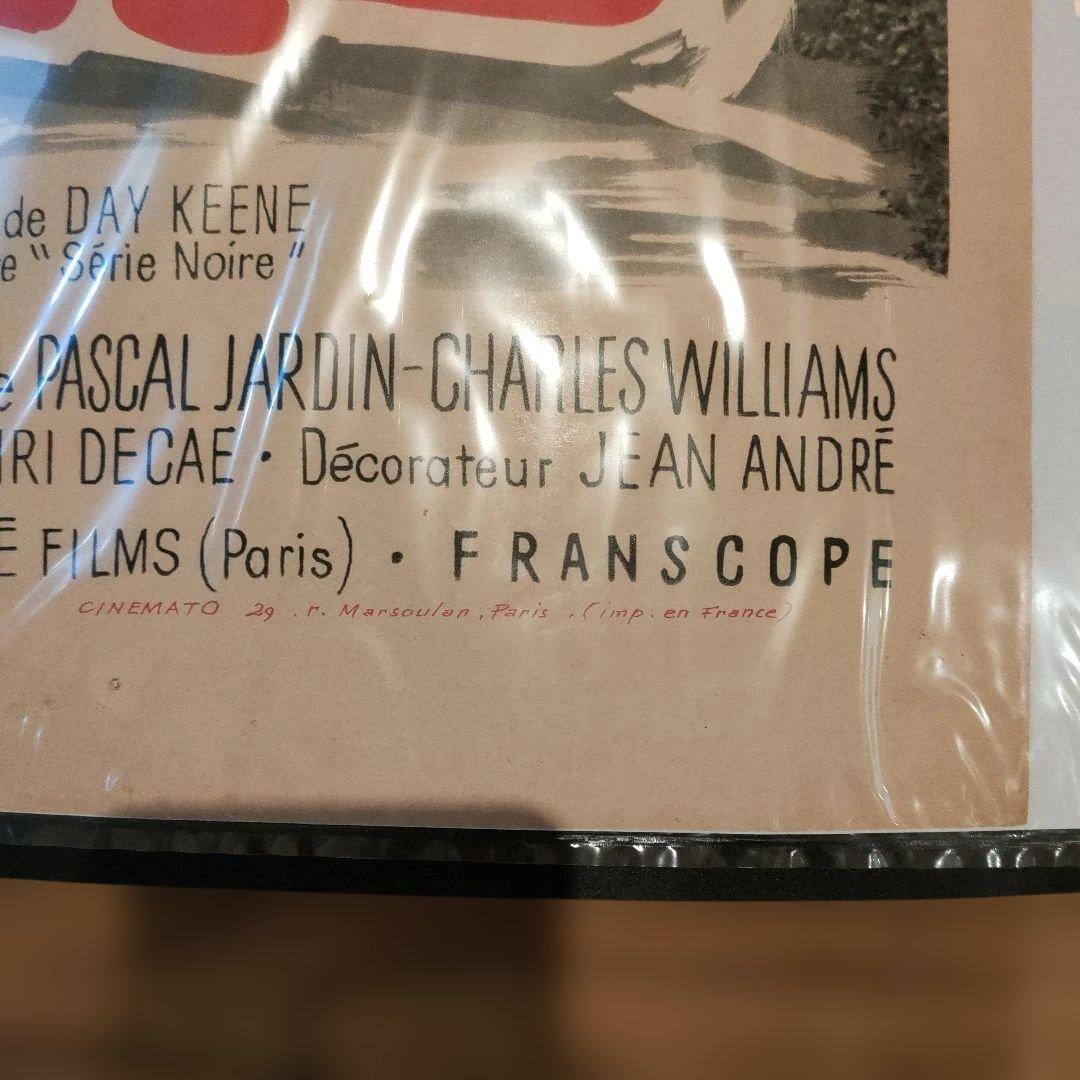 de DAY KEENE
e "Série Noire"
e PASCAL JARDIN-CHARLES WILLIAMS
RI DECAE • Décorateur JEAN ANDRÉ
É FILMS (Paris) • FRANSCOPE
CINEMATO 29 . r. Marsoulan, Paris . (imp. en France)